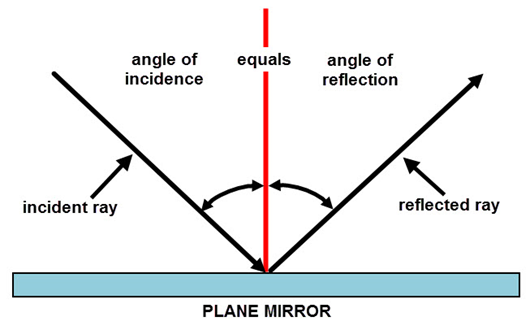 angle of
incidence
equals
angle of
reflection
incident ray
reflected ray
PLANE MIRROR